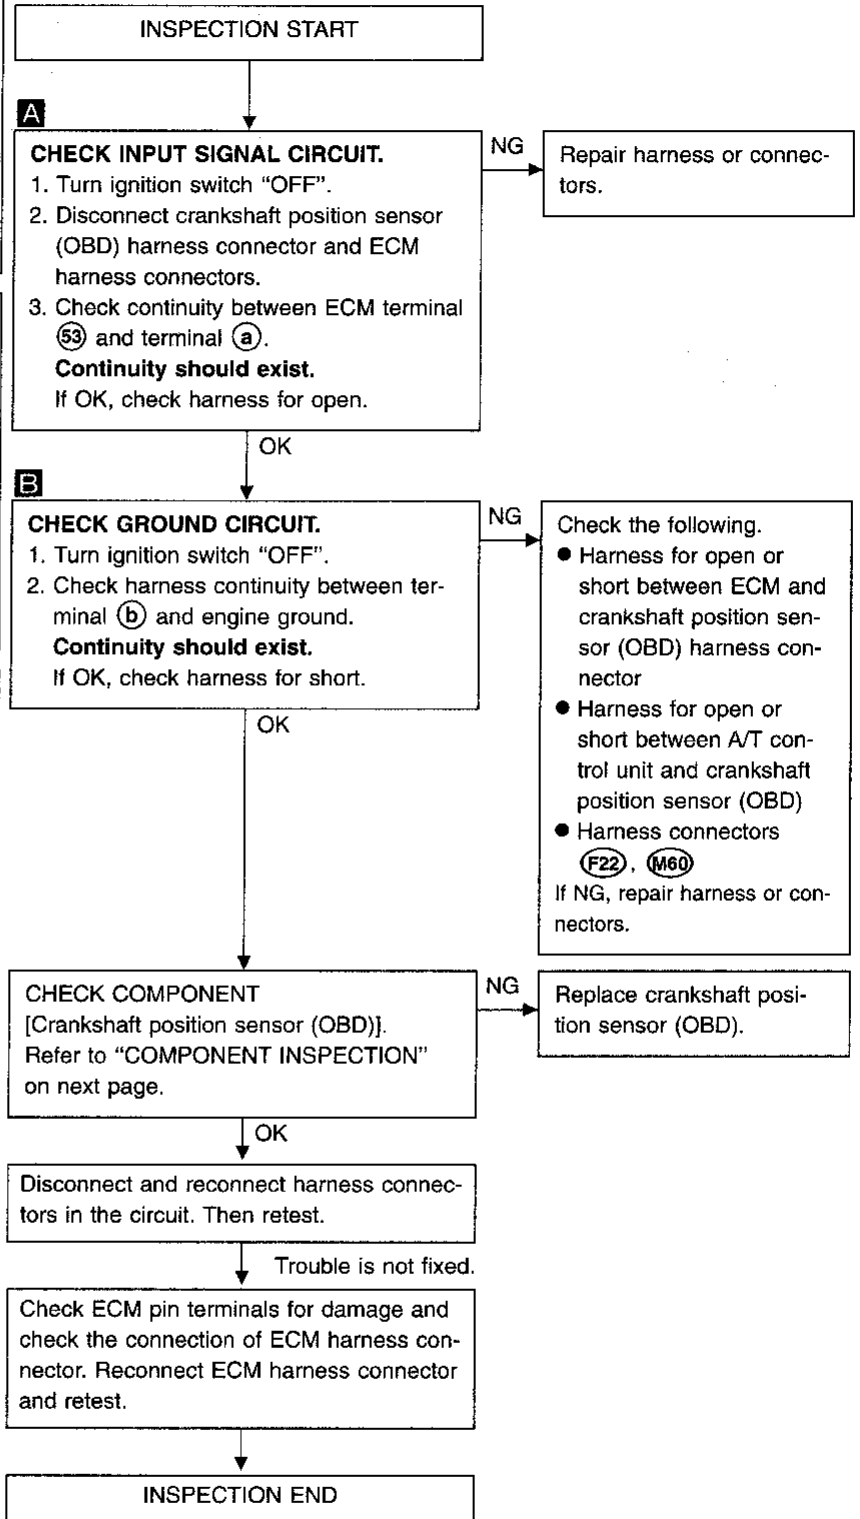 INSPECTION START
A
CHECK INPUT SIGNAL CIRCUIT.
1. Turn ignition switch “OFF”.
2. Disconnect crankshaft position sensor
(OBD) harness connector and ECM
harness connectors.
3. Check continuity between ECM terminal
53 and terminal a.
Continuity should exist.
If OK, check harness for open.
NG
Repair harness or connec-
tors.
OK
B
CHECK GROUND CIRCUIT.
1. Turn ignition switch “OFF”.
2. Check harness continuity between ter-
minal b and engine ground.
Continuity should exist.
If OK, check harness for short.
NG
Check the following.
● Harness for open or
short between ECM and
crankshaft position sen-
sor (OBD) harness con-
nector
● Harness for open or
short between A/T con-
trol unit and crankshaft
position sensor (OBD)
● Harness connectors
F22, M60
If NG, repair harness or con-
nectors.
OK
CHECK COMPONENT
[Crankshaft position sensor (OBD)].
Refer to “COMPONENT INSPECTION”
on next page.
NG
Replace crankshaft posi-
tion sensor (OBD).
OK
Disconnect and reconnect harness connec-
tors in the circuit. Then retest.
Trouble is not fixed.
Check ECM pin terminals for damage and
check the connection of ECM harness con-
nector. Reconnect ECM harness connector
and retest.
INSPECTION END